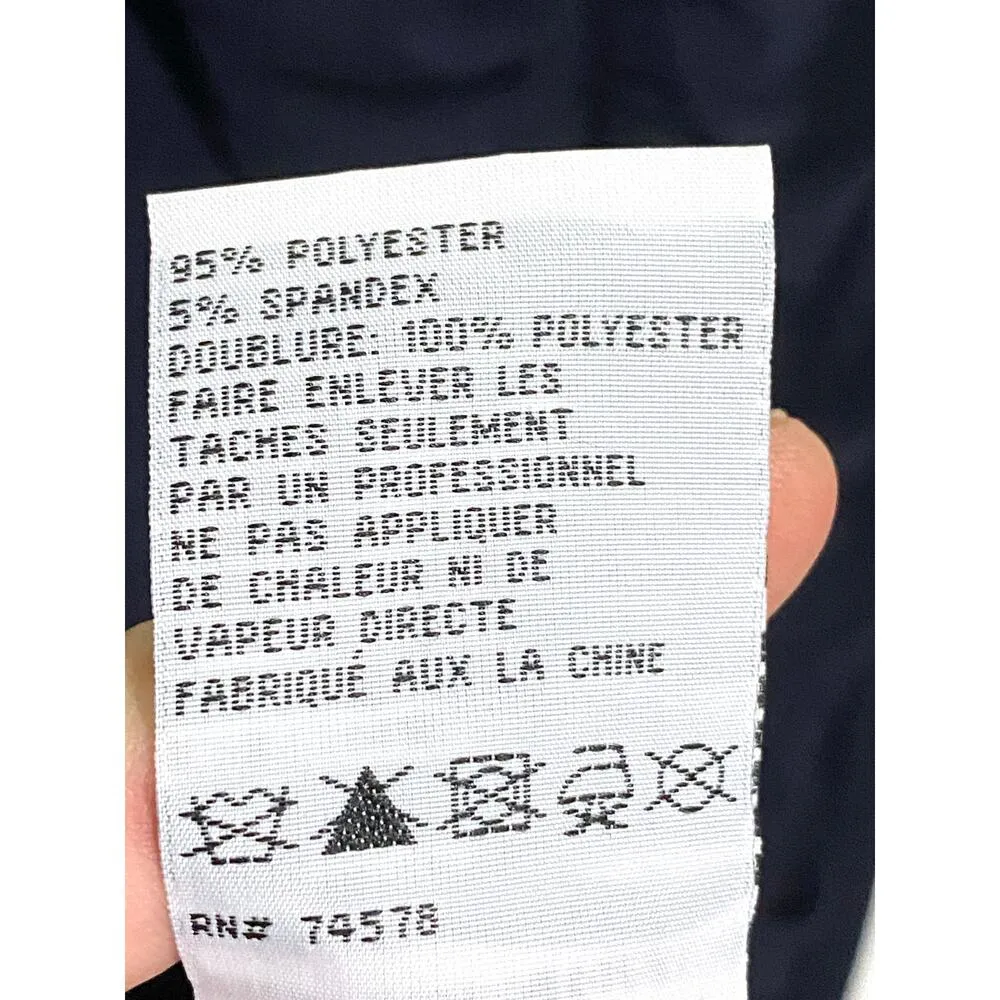 95% POLYESTER
5% SPANDEX
DOUBLURE: 100% POLYESTER
FAIRE ENLEVER LES
TACHES SEULEMENT
PAR UN PROFESSIONNEL
NE PAS APPLIQUER
DE CHALEUR NI DE
VAPEUR DIRECTE
FABRIQUÉ AUX LA CHINE
RN# 74578